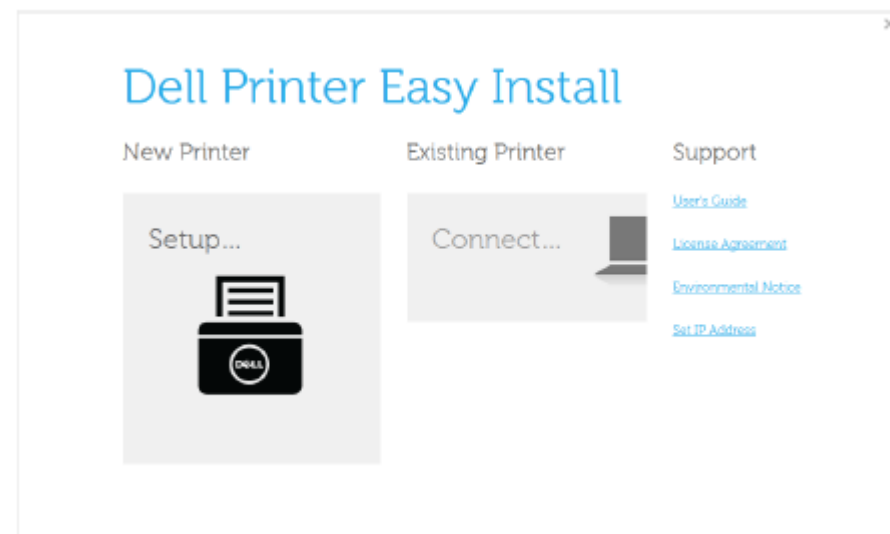 Dell Printer Easy Install
New Printer
Existing Printer
Support
Setup...
Connect...
User's Guide
License Agreement
Environmental Notice
Set IP Address
DELL